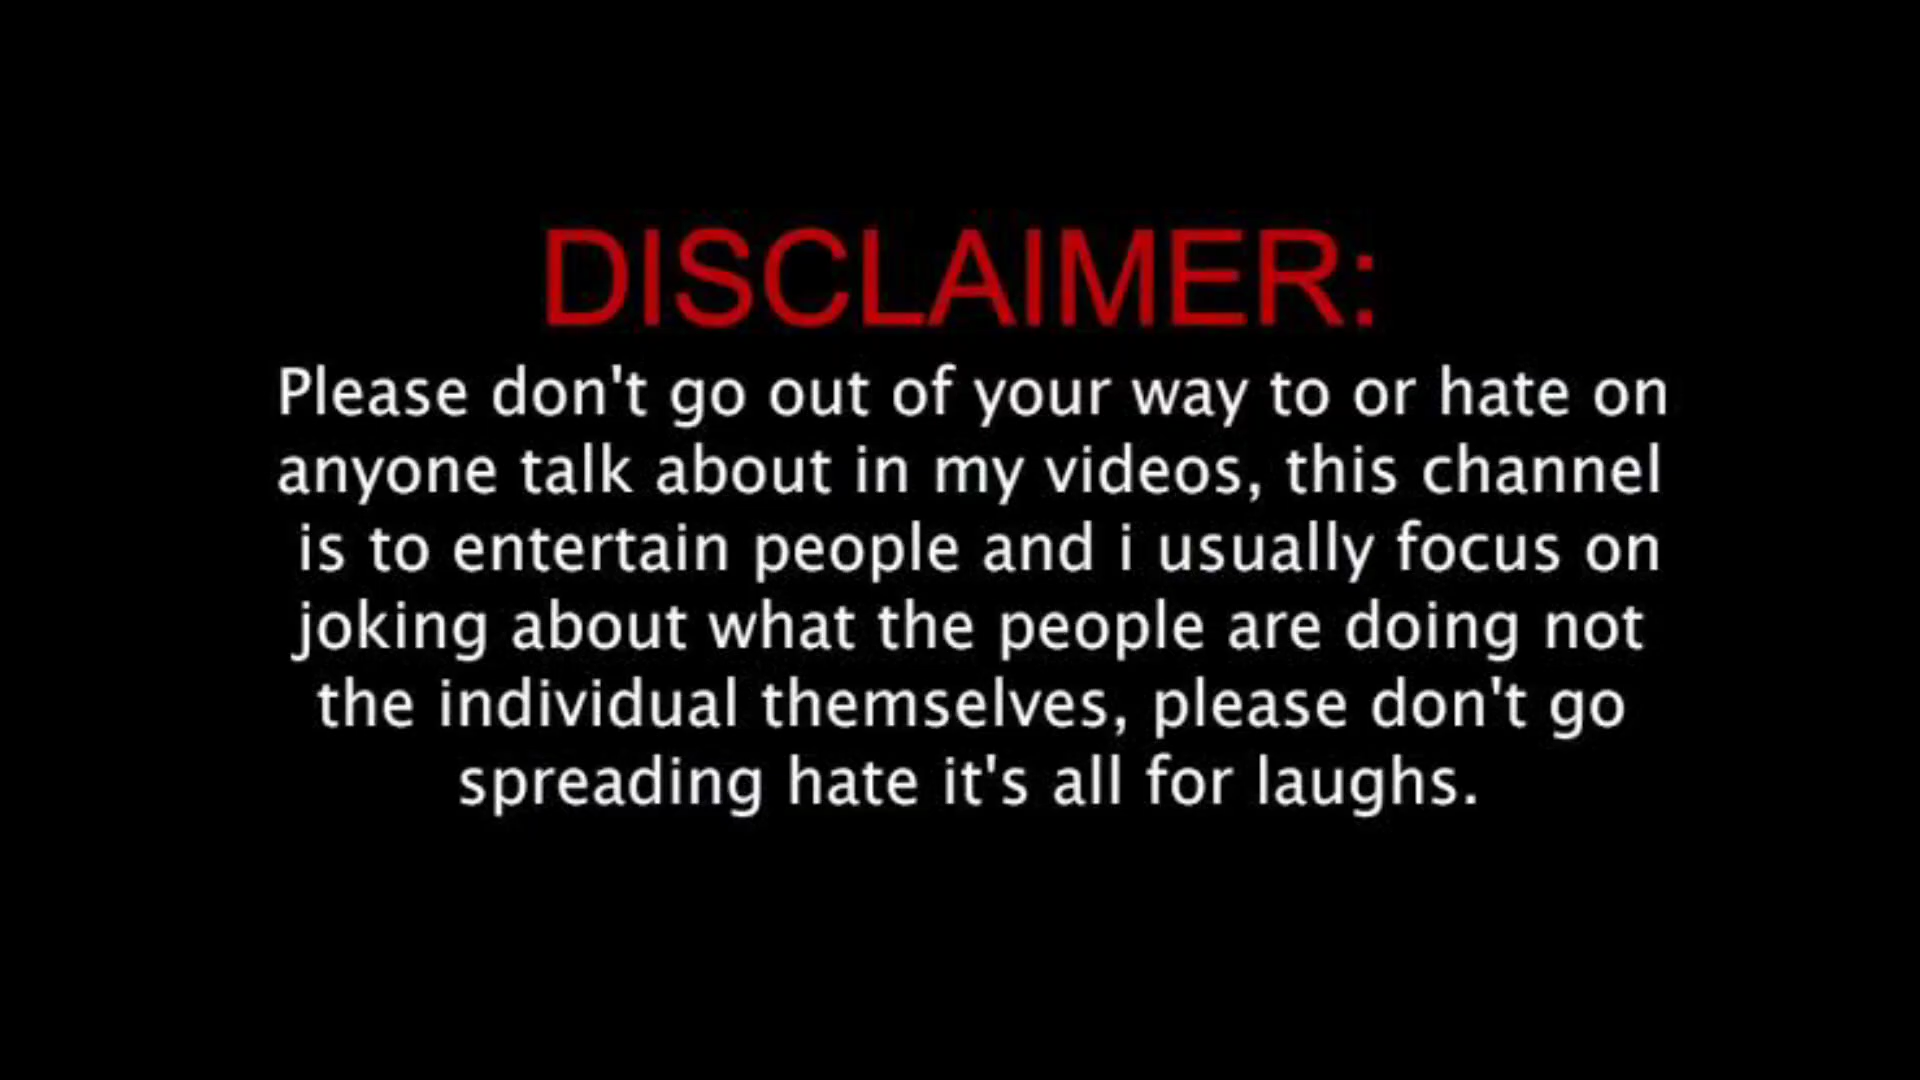 DISCLAIMER:
Please don't go out of your way to or hate on
anyone talk about in my videos, this channel
is to entertain people and i usually focus on
joking about what the people are doing not
the individual themselves, please don't go
spreading hate it's all for laughs.